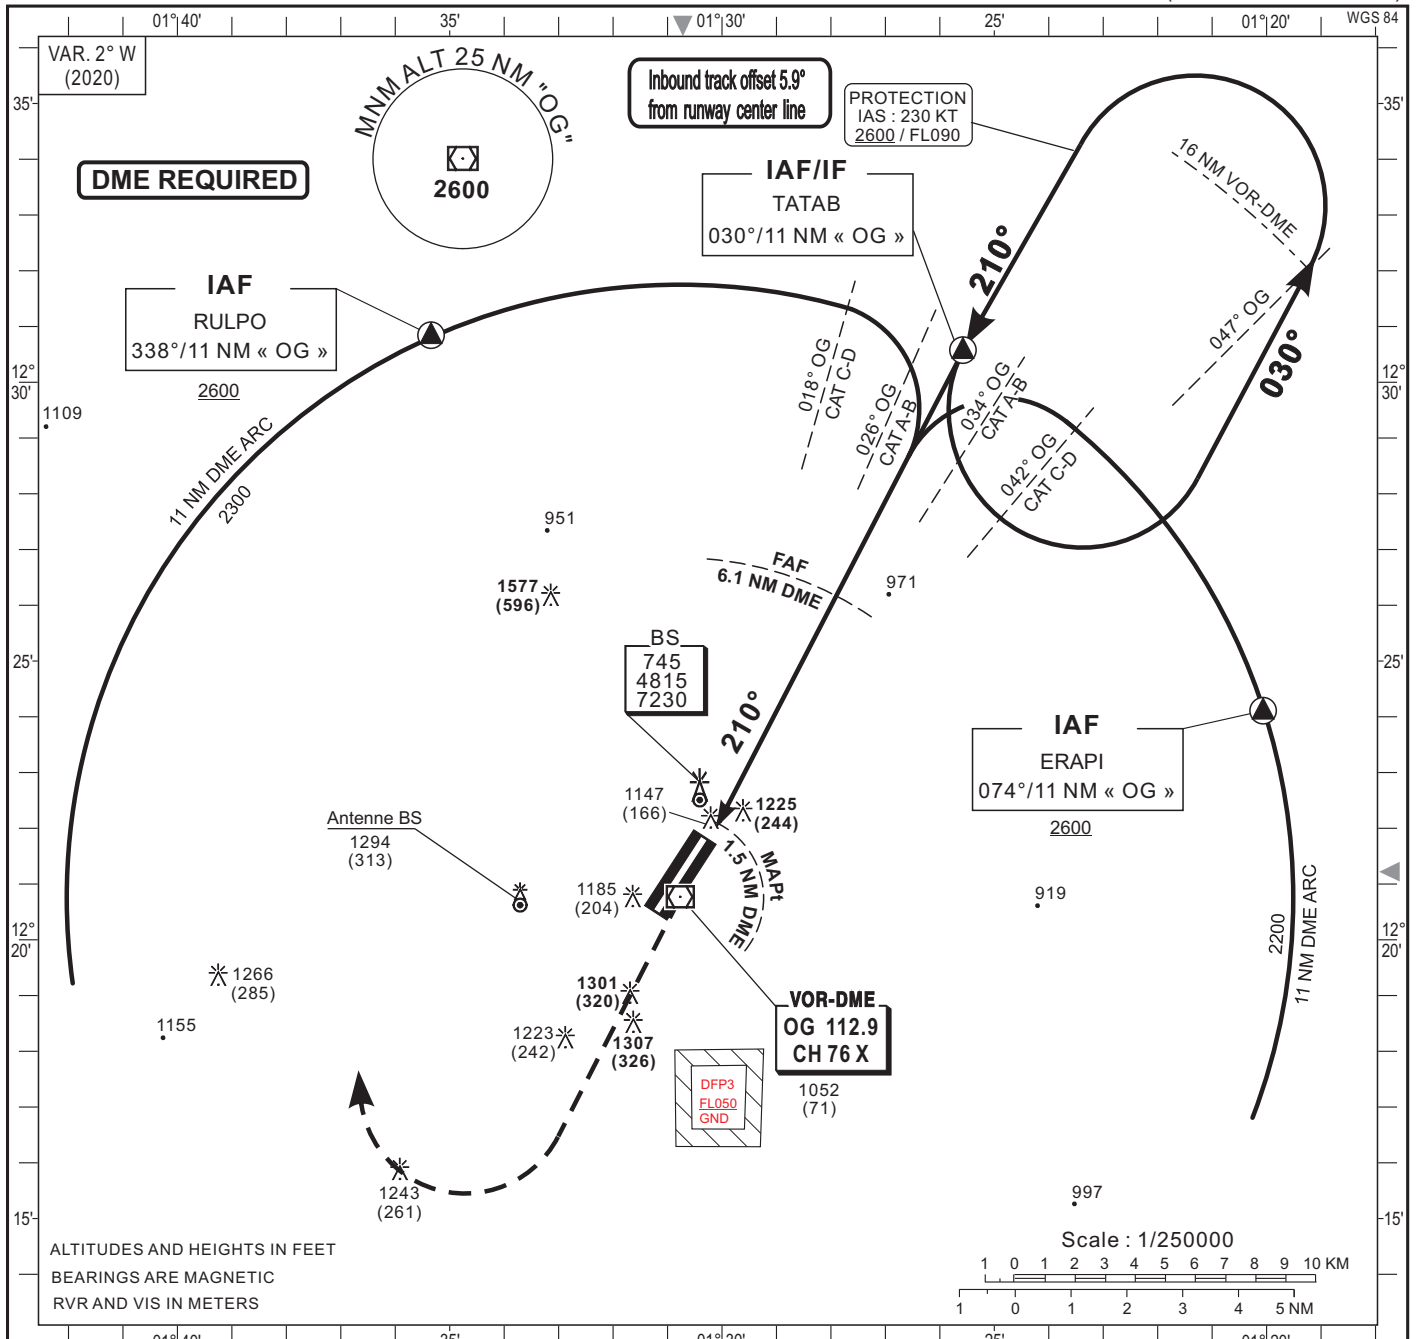 01°40'
35'
01°30'
25'
01°20'
WGS 84
VAR. 2° W
(2020)
MNM ALT 25 NM "OG"
2600
Inbound track offset 5.9°
from runway center line
PROTECTION
IAS : 230 KT
2600 / FL090
35'
35'
DME REQUIRED
IAF/IF
TATAB
030°/11 NM « OG »
16 NM VOR-DME
210°
047° OG
030°
IAF
RULPO
338°/11 NM « OG »
2600
018° OG
CAT C-D
026° OG
CAT A-B
034° OG
CAT A-B
042° OG
CAT C-D
12°
30'
12°
30'
1109
11 NM DME ARC
2300
951
FAF
6.1 NM DME
971
1577
(596)
25'
25'
BS
745
4815
7230
210°
IAF
ERAPI
074°/11 NM « OG »
2600
1147
(166)
1225
(244)
Antenne BS
1294
(313)
MAPt
1.5 NM DME
1185
(204)
919
12°
20'
12°
20'
2200
11 NM DME ARC
1266
(285)
1301
(320)
VOR-DME
OG 112.9
CH 76 X
1052
(71)
1155
1223
(242)
1307
(326)
DFP3
FL050
GND
1243
(261)
997
15'
15'
ALTITUDES AND HEIGHTS IN FEET
BEARINGS ARE MAGNETIC
RVR AND VIS IN METERS
Scale : 1/250000
1 0 1 2 3 4 5 6 7 8 9 10 KM
1 0 1 2 3 4 5 NM